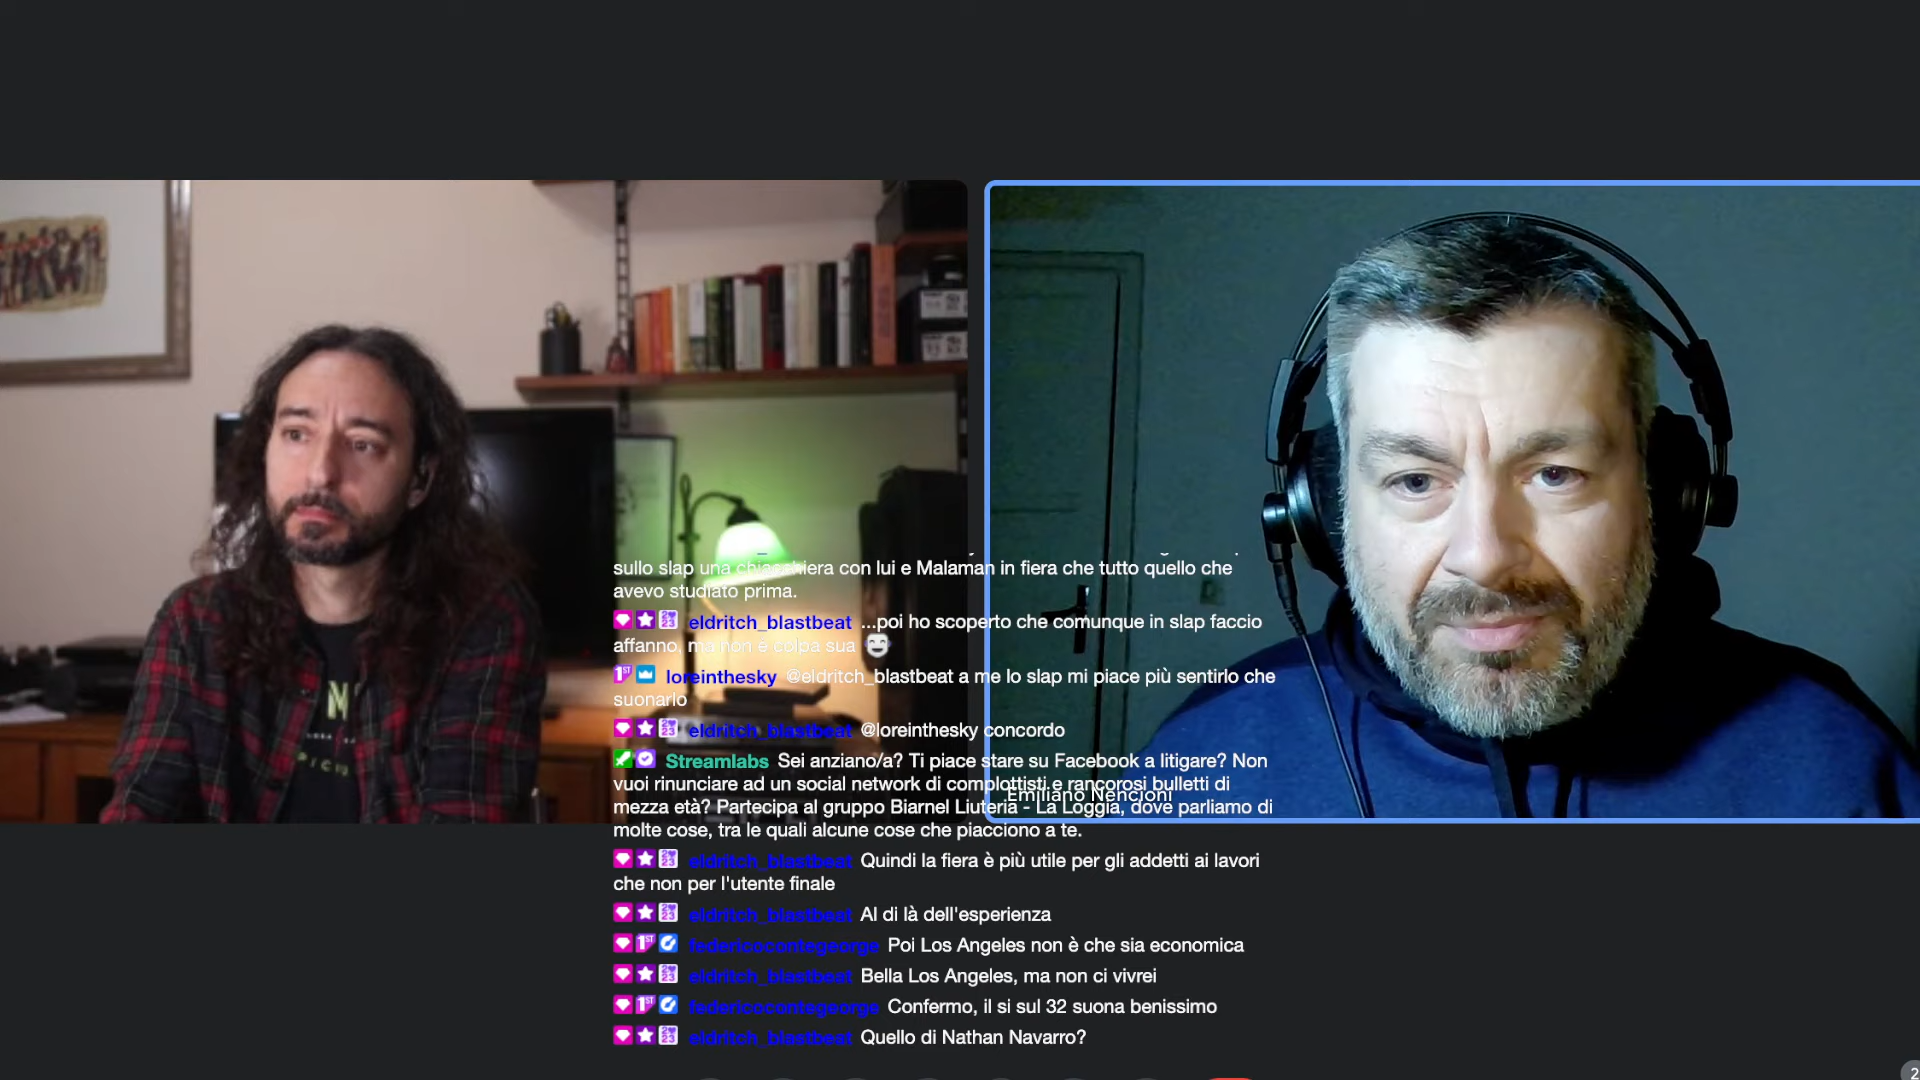 sullo slap una chiacchiera con lui e Malaman in fiera che tutto quello che
avevo studiato prima.
eldritch_blastbeat ...poi ho scoperto che comunque in slap faccio
affanno, ma non è colpa sua
loreinthesky @eldritch_blastbeat a me lo slap mi piace più sentirlo che
suonarlo
eldritch_blastbeat @loreinthesky concordo
Streamlabs Sei anziano/a? Ti piace stare su Facebook a litigare? Non
vuoi rinunciare ad un social network di complottisti e rancorosi bulletti di
mezza età? Partecipa al gruppo Biarnel Liuteria - La Loggia, dove parliamo di
molte cose, tra le quali alcune cose che piacciono a te.
Emiliano Nencioni
eldritch_blastbeat Quindi la fiera è più utile per gli addetti ai lavori
che non per l'utente finale
eldritch_blastbeat Al di là dell'esperienza
federicocontegeorge Poi Los Angeles non è che sia economica
eldritch_blastbeat Bella Los Angeles, ma non ci vivrei
federicocontegeorge Confermo, il si sul 32 suona benissimo
eldritch_blastbeat Quello di Nathan Navarro?
2